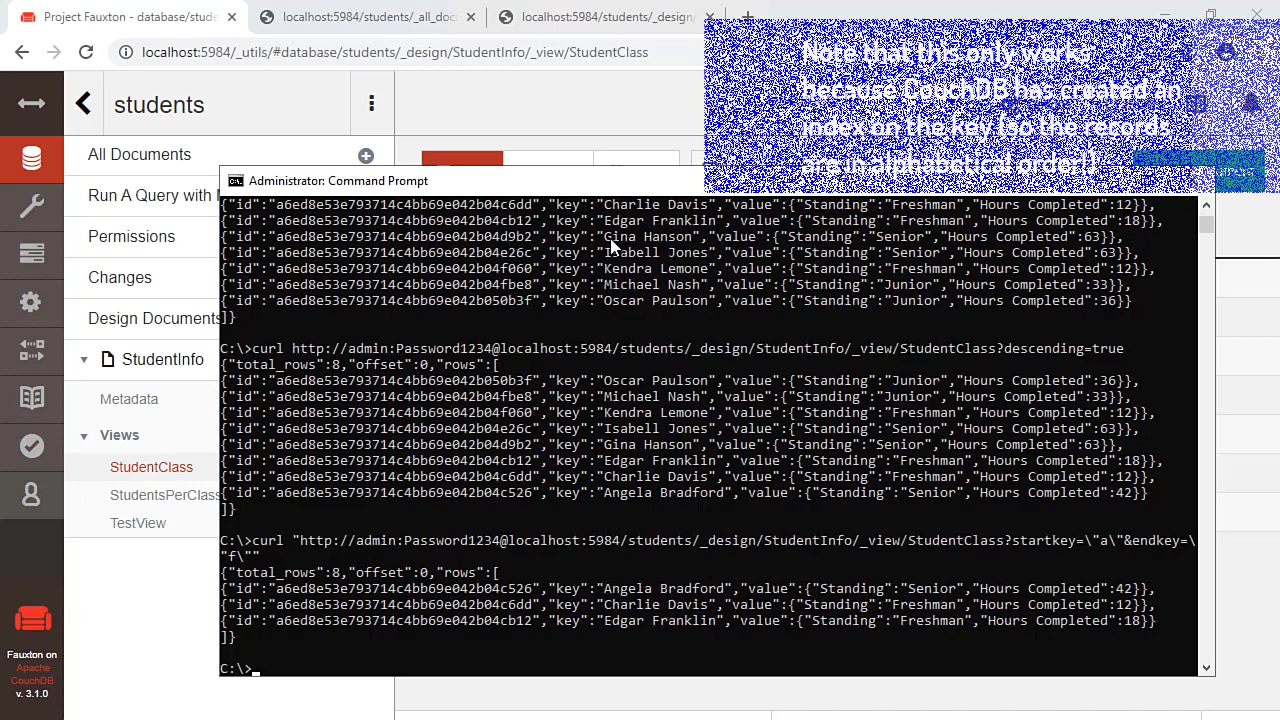 Project Fauxton - database/stude
localhost:5984/students/_all_doc
localhost:5984/students/_design/
localhost:5984/_utils/#database/students/_design/StudentInfo/_view/StudentClass
Note that this only works
because CouchDB has created an
index on the key (so the records
are in alphabetical order!)
students
All Documents
Run A Query with M
Permissions
Changes
Design Documents
StudentInfo
Metadata
Views
StudentClass
StudentsPerClass
TestView
Fauxton on
Apache
CouchDB
v. 3.1.0
Administrator: Command Prompt
{"id":"a6ed8e53e793714c4bb69e042b04c6dd","key":"Charlie Davis","value":{"Standing":"Freshman","Hours Completed":12}},
{"id":"a6ed8e53e793714c4bb69e042b04cb12","key":"Edgar Franklin","value":{"Standing":"Freshman","Hours Completed":18}},
{"id":"a6ed8e53e793714c4bb69e042b04d9b2","key":"Gina Hanson","value":{"Standing":"Senior","Hours Completed":63}},
{"id":"a6ed8e53e793714c4bb69e042b04e26c","key":"Isabell Jones","value":{"Standing":"Senior","Hours Completed":63}},
{"id":"a6ed8e53e793714c4bb69e042b04f060","key":"Kendra Lemone","value":{"Standing":"Freshman","Hours Completed":12}},
{"id":"a6ed8e53e793714c4bb69e042b04fbe8","key":"Michael Nash","value":{"Standing":"Junior","Hours Completed":33}},
{"id":"a6ed8e53e793714c4bb69e042b050b3f","key":"Oscar Paulson","value":{"Standing":"Junior","Hours Completed":36}}
]}
C:\>curl http://admin:Password1234@localhost:5984/students/_design/StudentInfo/_view/StudentClass?descending=true
{"total_rows":8,"offset":0,"rows":[
{"id":"a6ed8e53e793714c4bb69e042b050b3f","key":"Oscar Paulson","value":{"Standing":"Junior","Hours Completed":36}},
{"id":"a6ed8e53e793714c4bb69e042b04fbe8","key":"Michael Nash","value":{"Standing":"Junior","Hours Completed":33}},
{"id":"a6ed8e53e793714c4bb69e042b04f060","key":"Kendra Lemone","value":{"Standing":"Freshman","Hours Completed":12}},
{"id":"a6ed8e53e793714c4bb69e042b04e26c","key":"Isabell Jones","value":{"Standing":"Senior","Hours Completed":63}},
{"id":"a6ed8e53e793714c4bb69e042b04d9b2","key":"Gina Hanson","value":{"Standing":"Senior","Hours Completed":63}},
{"id":"a6ed8e53e793714c4bb69e042b04cb12","key":"Edgar Franklin","value":{"Standing":"Freshman","Hours Completed":18}},
{"id":"a6ed8e53e793714c4bb69e042b04c6dd","key":"Charlie Davis","value":{"Standing":"Freshman","Hours Completed":12}},
{"id":"a6ed8e53e793714c4bb69e042b04c526","key":"Angela Bradford","value":{"Standing":"Senior","Hours Completed":42}}
]}
C:\>curl "http://admin:Password1234@localhost:5984/students/_design/StudentInfo/_view/StudentClass?startkey=\"a\"&endkey=\
"f\""
{"total_rows":8,"offset":0,"rows":[
{"id":"a6ed8e53e793714c4bb69e042b04c526","key":"Angela Bradford","value":{"Standing":"Senior","Hours Completed":42}},
{"id":"a6ed8e53e793714c4bb69e042b04c6dd","key":"Charlie Davis","value":{"Standing":"Freshman","Hours Completed":12}},
{"id":"a6ed8e53e793714c4bb69e042b04cb12","key":"Edgar Franklin","value":{"Standing":"Freshman","Hours Completed":18}}
]}
C:\>